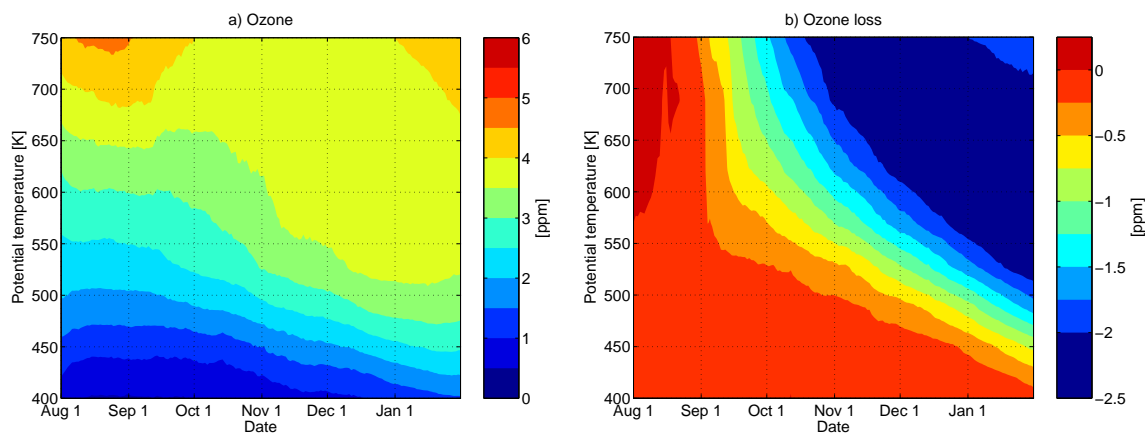 a) Ozone
750
700
650
600
550
500
450
400
Potential temperature [K]
Aug 1 Sep 1 Oct 1 Nov 1 Dec 1 Jan 1
Date
6
5
4
3
2
1
0
[ppm]
b) Ozone loss
750
700
650
600
550
500
450
400
Potential temperature [K]
Aug 1 Sep 1 Oct 1 Nov 1 Dec 1 Jan 1
Date
0
−0.5
−1
−1.5
−2
−2.5
[ppm]